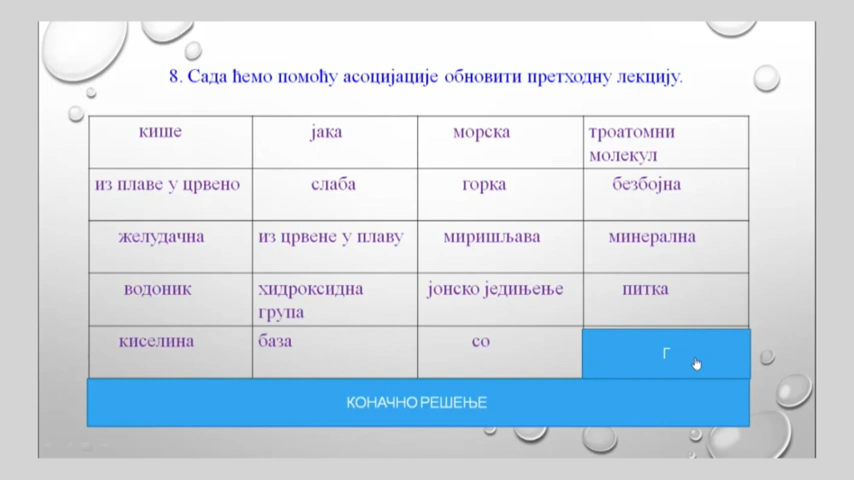 8. Сада ћемо помоћу асоцијације обновити претходну лекцију.
кише јака морска троатомни
молекул
из плаве у црвено слаба горка безбојна
желудачна из црвене у плаву миришљава минерална
водоник хидроксидна јонско једињење питка
група
киселина база со Г
КОНАЧНО РЕШЕЊЕ